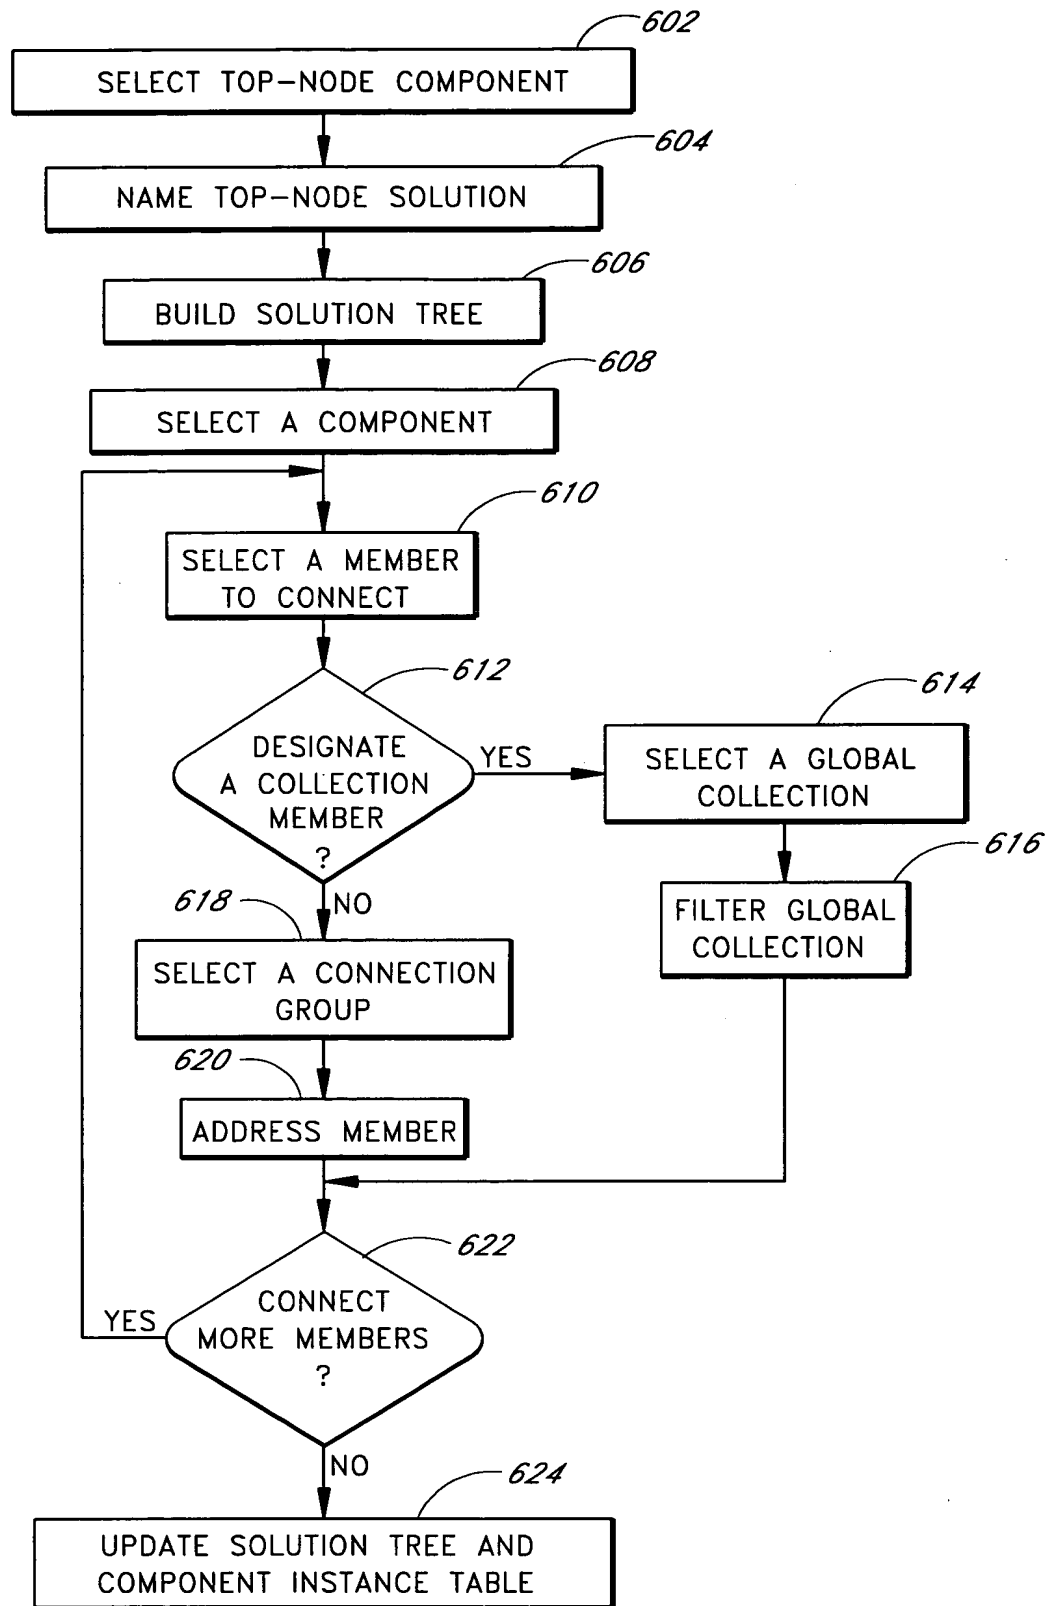 602
SELECT TOP-NODE COMPONENT
604
NAME TOP-NODE SOLUTION
606
BUILD SOLUTION TREE
608
SELECT A COMPONENT
610
SELECT A MEMBER
TO CONNECT
612
DESIGNATE
A COLLECTION
MEMBER
?
YES
614
SELECT A GLOBAL
COLLECTION
616
FILTER GLOBAL
COLLECTION
NO
618
SELECT A CONNECTION
GROUP
620
ADDRESS MEMBER
622
CONNECT
MORE MEMBERS
?
YES
NO
624
UPDATE SOLUTION TREE AND
COMPONENT INSTANCE TABLE